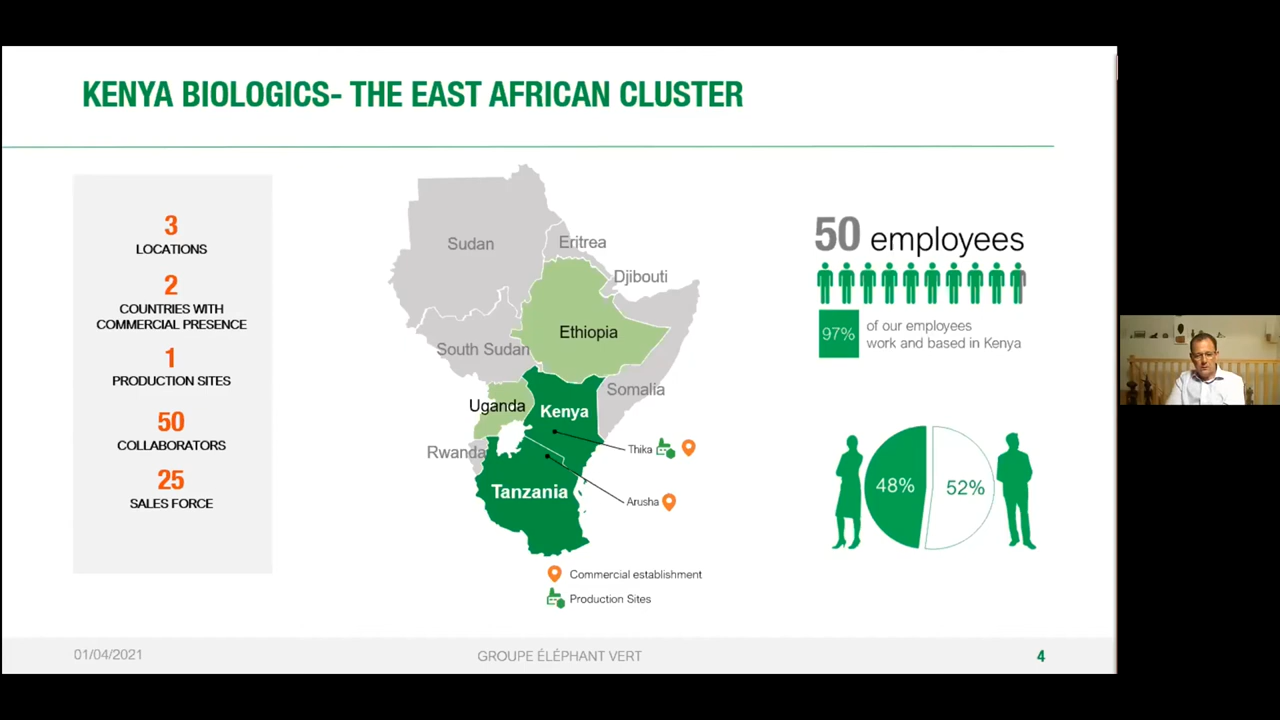 KENYA BIOLOGICS- THE EAST AFRICAN CLUSTER
3
LOCATIONS
2
COUNTRIES WITH
COMMERCIAL PRESENCE
1
PRODUCTION SITES
50
COLLABORATORS
25
SALES FORCE
Sudan
Eritrea
Djibouti
Ethiopia
South Sudan
Somalia
Uganda
Kenya
Rwanda
Thika
Tanzania
Arusha
Commercial establishment
Production Sites
50 employees
97%
of our employees
work and based in Kenya
48%
52%
01/04/2021
GROUPE ÉLÉPHANT VERT
4